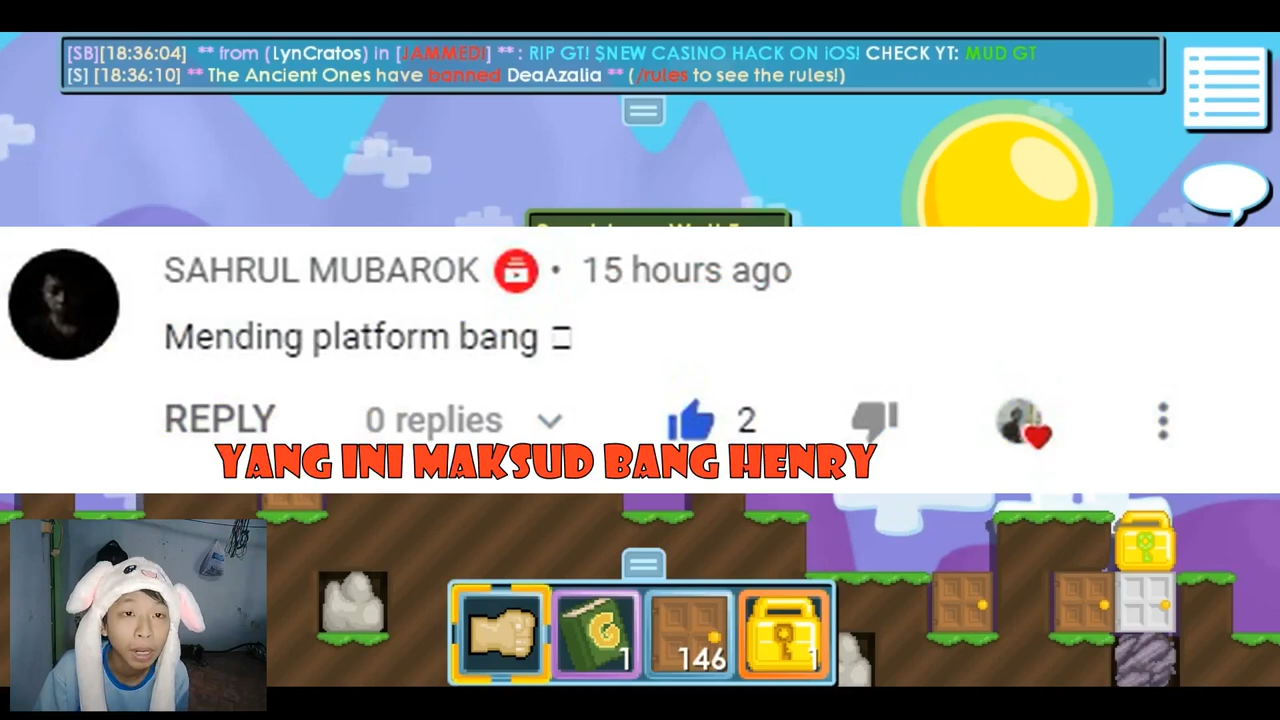 [SB][18:36:04] ** from (LynCratos) in [JAMMED!] ** : RIP GT! $NEW CASINO HACK ON iOS! CHECK YT: MUD GT
[S] [18:36:10] ** The Ancient Ones have banned DeaAzalia ** (/rules to see the rules!)
SAHRUL MUBAROK • 15 hours ago
Mending platform bang
REPLY 0 replies 2
YANG INI MAKSUD BANG HENRY
1 146 1